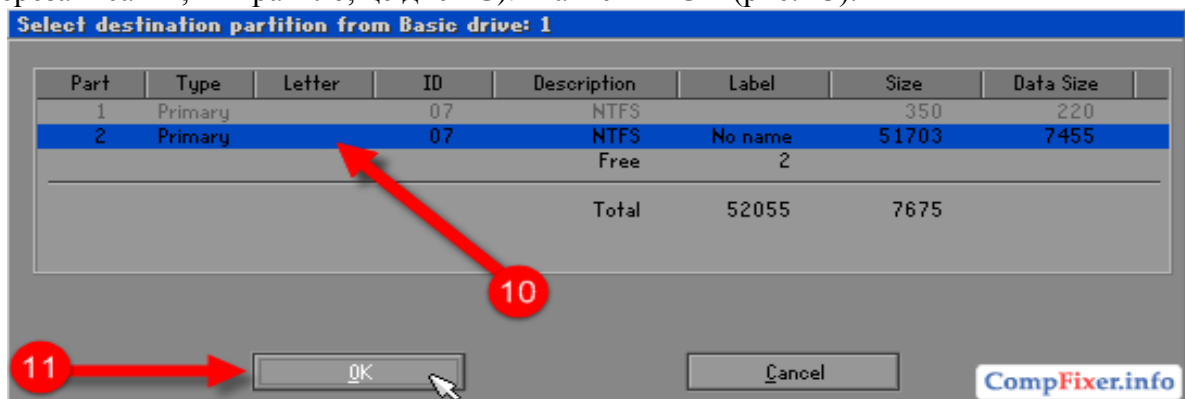 Select destination partition from Basic drive: 1
Part Type Letter ID Description Label Size Data Size
1 Primary 07 NTFS 350 220
2 Primary 07 NTFS No name 51703 7455
Free 2
Total 52055 7675
10
11 OK Cancel
CompFixer.info